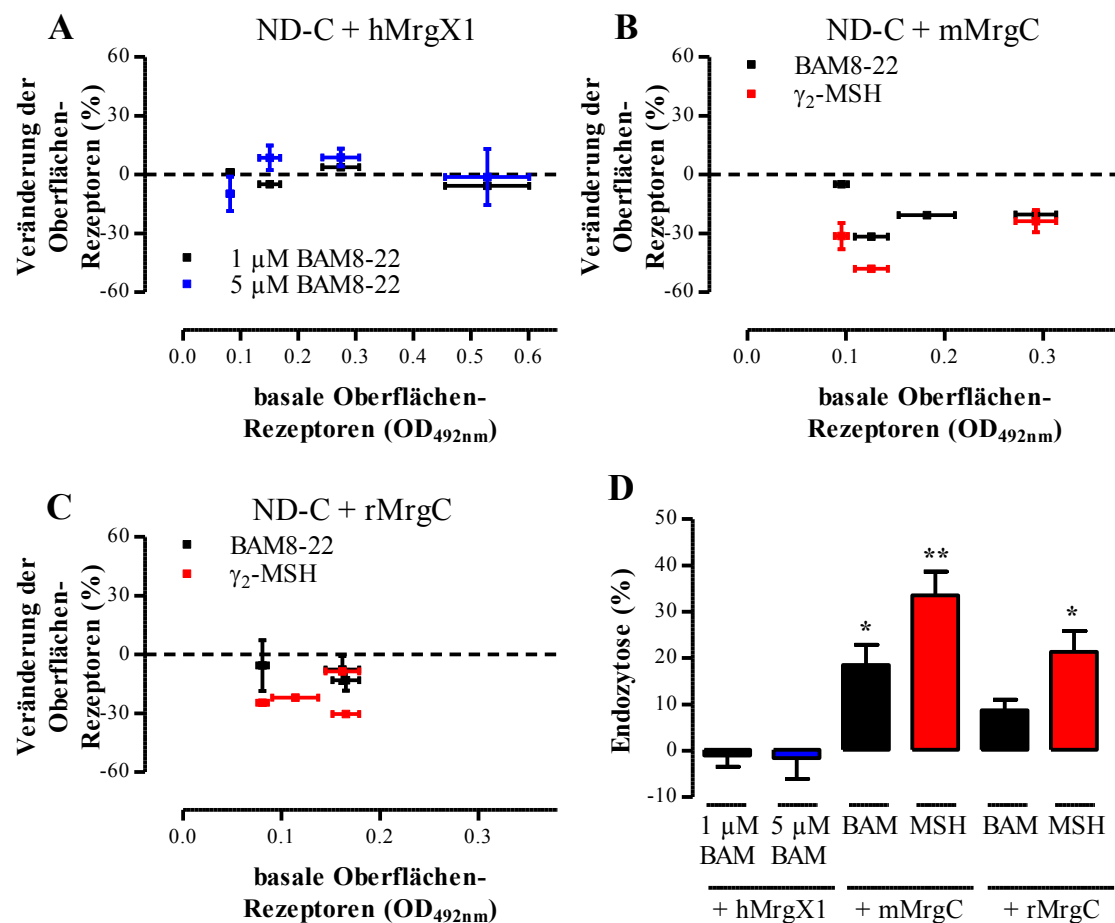 A
ND-C + hMrgX1
Veränderung der
Oberflächen-
Rezeptoren (%)
60
30
0
-30
-60
1 µM BAM8-22
5 µM BAM8-22
0.0 0.1 0.2 0.3 0.4 0.5 0.6
basale Oberflächen-
Rezeptoren (OD492nm)
B
ND-C + mMrgC
BAM8-22
γ2-MSH
Veränderung der
Oberflächen-
Rezeptoren (%)
60
30
0
-30
-60
0.0 0.1 0.2 0.3
basale Oberflächen-
Rezeptoren (OD492nm)
C
ND-C + rMrgC
BAM8-22
γ2-MSH
Veränderung der
Oberflächen-
Rezeptoren (%)
60
30
0
-30
-60
0.0 0.1 0.2 0.3
basale Oberflächen-
Rezeptoren (OD492nm)
D
Endozytose (%)
50
40
30
20
10
0
-10
* ** *
1 µM 5 µM BAM MSH BAM MSH
BAM BAM
+ hMrgX1 + mMrgC + rMrgC